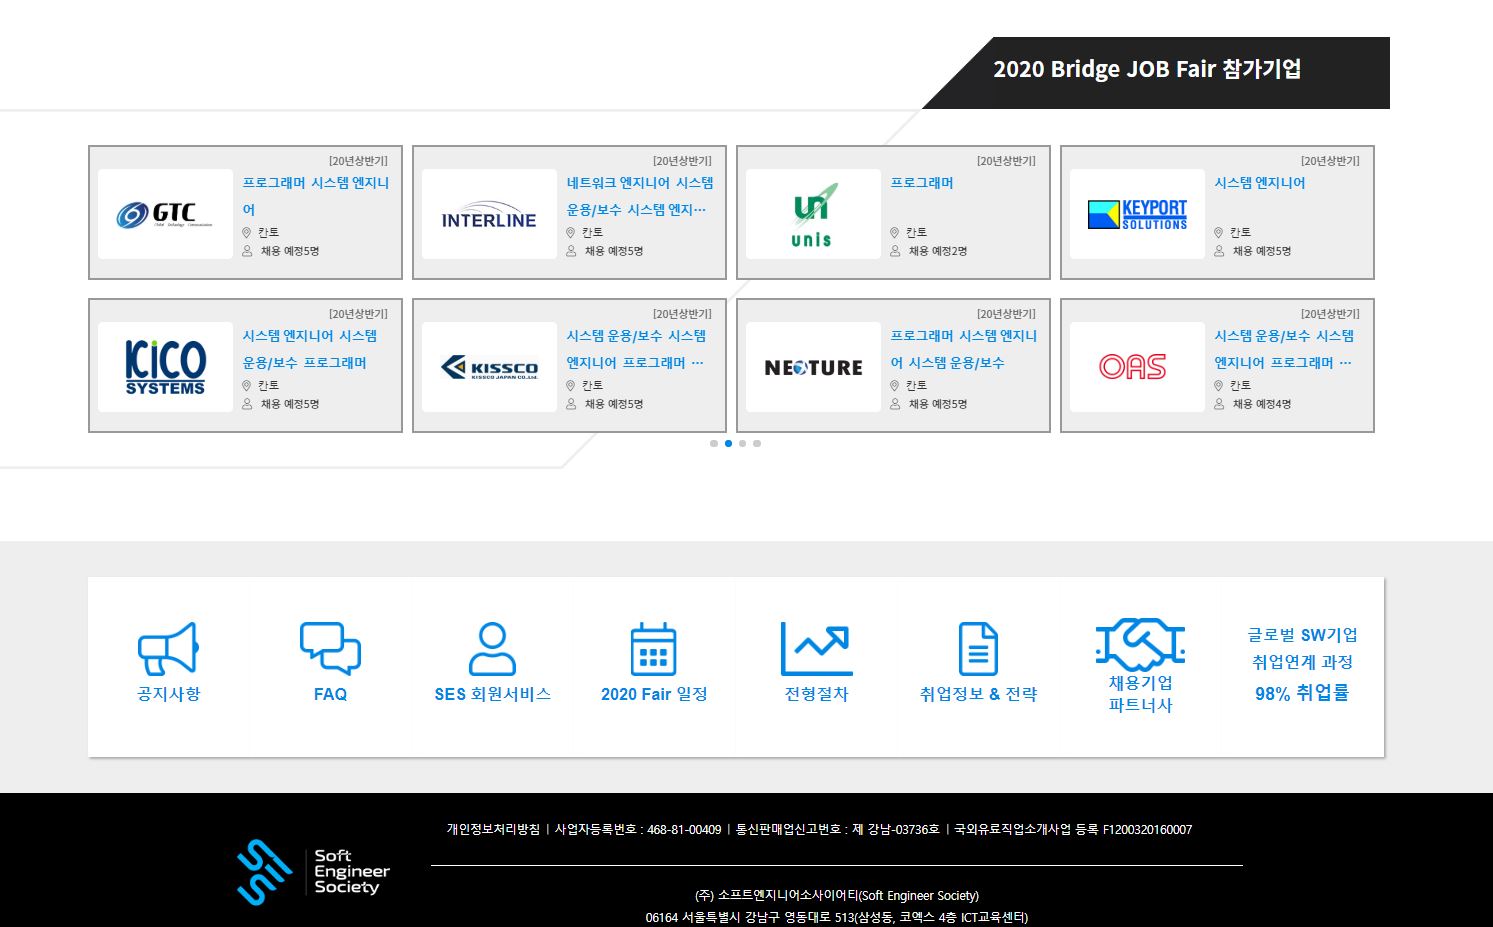 2020 Bridge JOB Fair 참가기업
[20년상반기]
GTC
프로그래머 시스템 엔지니
어
칸토
채용 예정5명
[20년상반기]
INTERLINE
네트워크 엔지니어 시스템
운용/보수 시스템 엔지…
칸토
채용 예정5명
[20년상반기]
unis
프로그래머
칸토
채용 예정2명
[20년상반기]
KEYPORT
SOLUTIONS
시스템 엔지니어
칸토
채용 예정5명
[20년상반기]
KICO
SYSTEMS
시스템 엔지니어 시스템
운용/보수 프로그래머
칸토
채용 예정5명
[20년상반기]
KISSCO
KISSCO JAPAN CO.Ltd.
시스템 운용/보수 시스템
엔지니어 프로그래머 …
칸토
채용 예정5명
[20년상반기]
NEOTURE
프로그래머 시스템 엔지니
어 시스템 운용/보수
칸토
채용 예정5명
[20년상반기]
OAS
시스템 운용/보수 시스템
엔지니어 프로그래머 …
칸토
채용 예정4명
공지사항
FAQ
SES 회원서비스
2020 Fair 일정
전형절차
취업정보 & 전략
채용기업
파트너사
글로벌 SW기업
취업연계 과정
98% 취업률
개인정보처리방침 | 사업자등록번호 : 468-81-00409 | 통신판매업신고번호 : 제 강남-03736호 | 국외유료직업소개사업 등록 F1200320160007
Soft
Engineer
Society
(주) 소프트엔지니어소사이어티(Soft Engineer Society)
06164 서울특별시 강남구 영동대로 513(삼성동, 코엑스 4층 ICT교육센터)